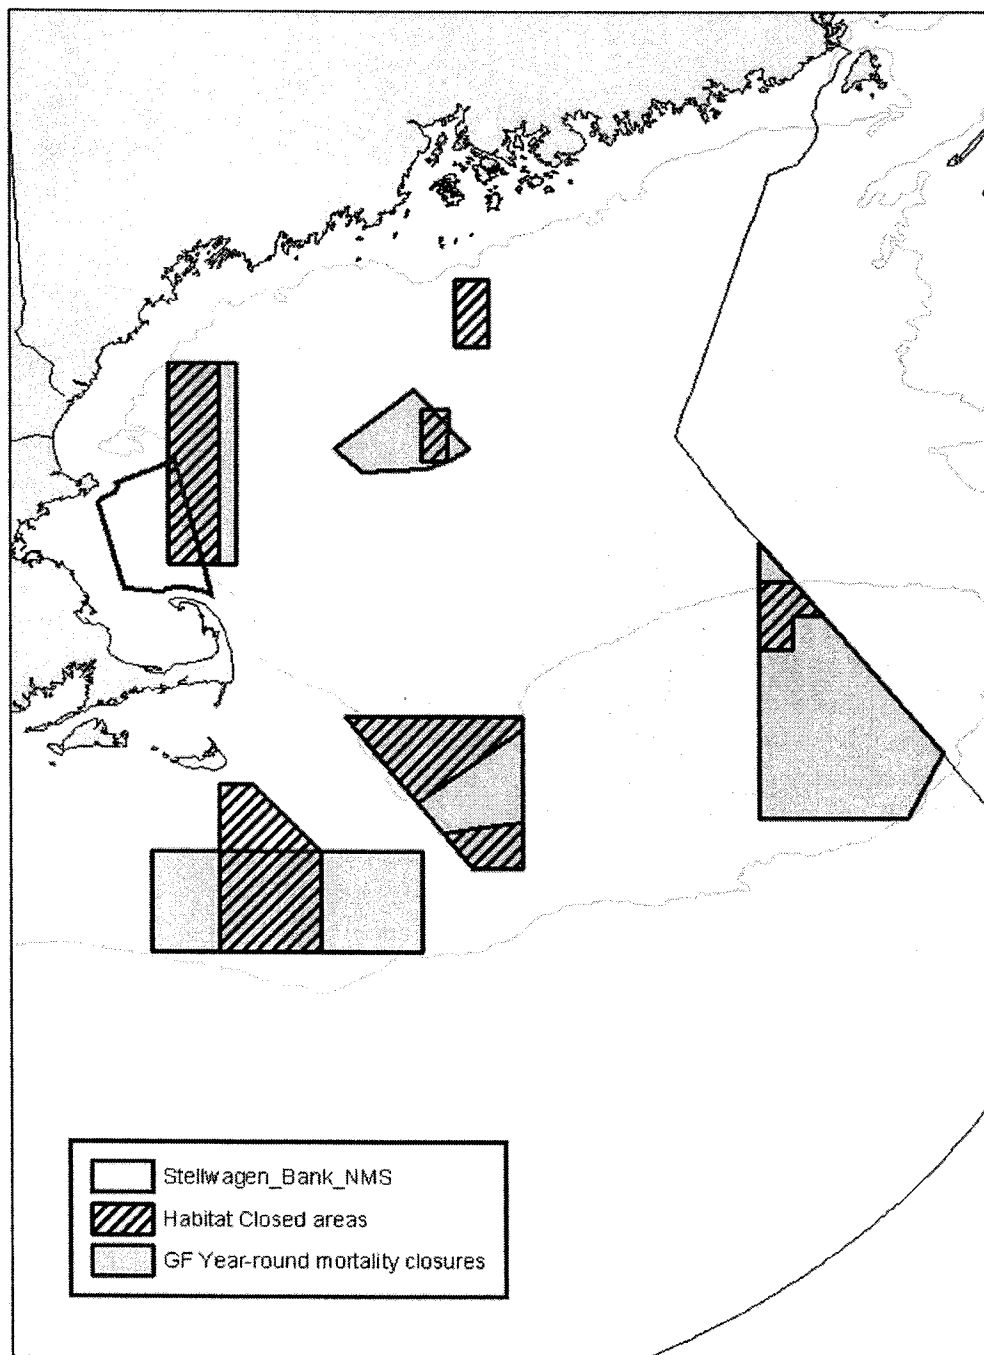 Stellwagen_Bank_NMS
Habitat Closed areas
GF Year-round mortality closures